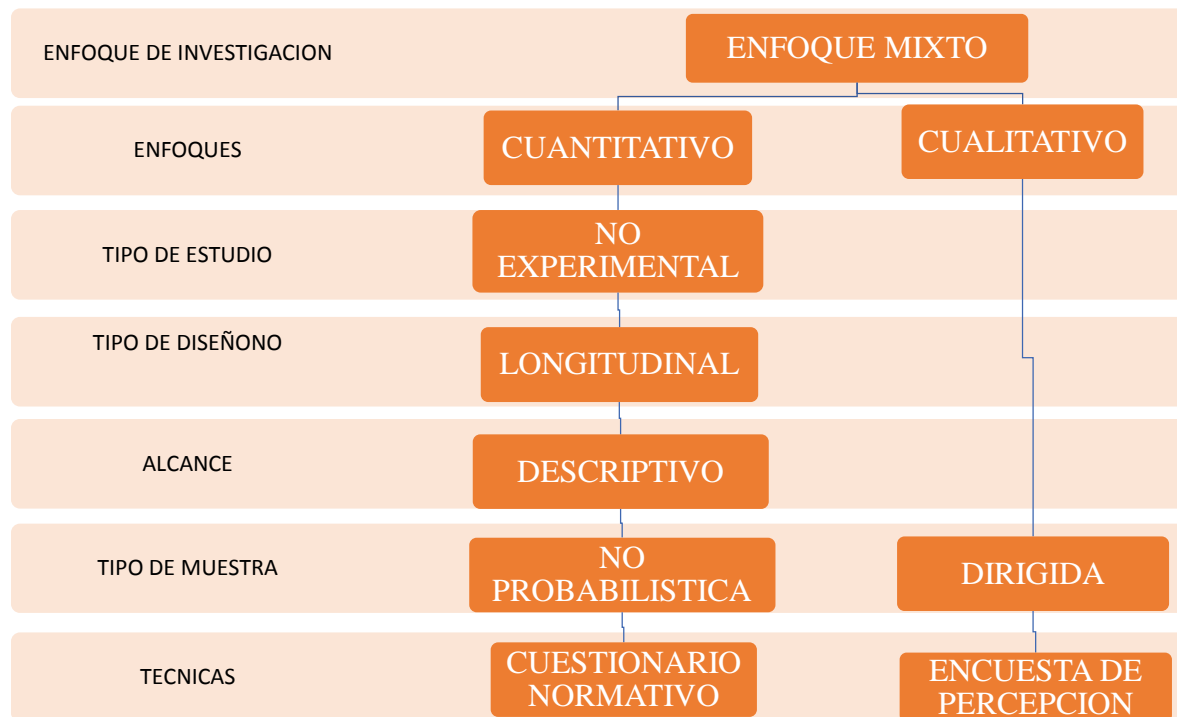 ENFOQUE DE INVESTIGACION
ENFOQUE MIXTO
ENFOQUES
CUANTITATIVO
CUALITATIVO
TIPO DE ESTUDIO
NO
EXPERIMENTAL
TIPO DE DISEÑONO
LONGITUDINAL
ALCANCE
DESCRIPTIVO
TIPO DE MUESTRA
NO
PROBABILISTICA
DIRIGIDA
TECNICAS
CUESTIONARIO
NORMATIVO
ENCUESTA DE
PERCEPCION